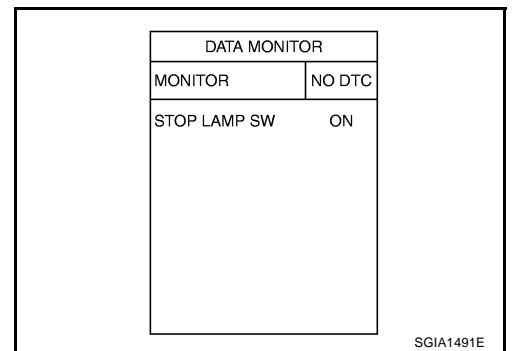 DATA MONITOR
MONITOR NO DTC
STOP LAMP SW ON
SGIA1491E